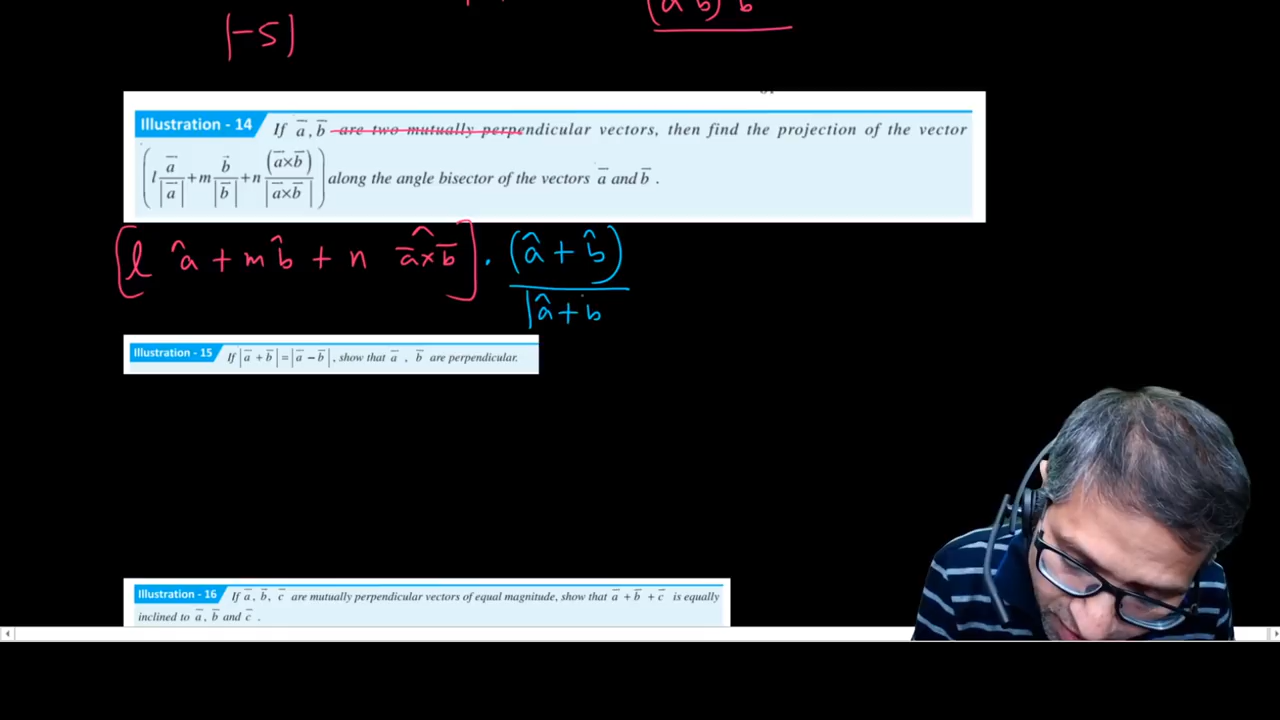 |-5|
(a b) b
Illustration - 14 If a̅, b̅ are two mutually perpendicular vectors, then find the projection of the vector
( l a̅/|a̅| + m b̅/|b̅| + n (a̅×b̅)/|a̅×b̅| ) along the angle bisector of the vectors a̅ and b̅ .
[l â + m b̂ + n a̅×b̅^] · (â + b̂)
|â + b
Illustration - 15 If |a̅ + b̅| = |a̅ − b̅| , show that a̅ , b̅ are perpendicular.
Illustration - 16 If a̅, b̅, c̅ are mutually perpendicular vectors of equal magnitude, show that a̅ + b̅ + c̅ is equally
inclined to a̅, b̅ and c̅ .